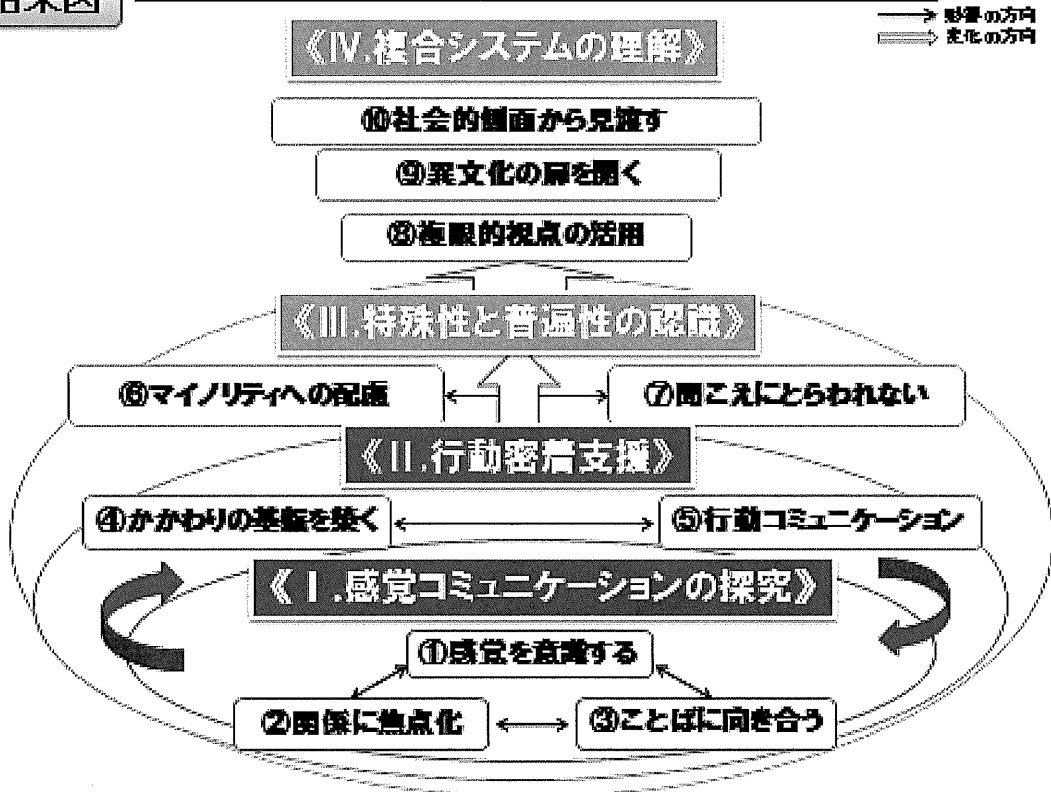 結果図
影響の方向
変化の方向
《Ⅳ.複合システムの理解》
⑩社会的側面から見渡す
⑨異文化の扉を開く
⑧複眼的視点の活用
《Ⅲ.特殊性と普遍性の認識》
⑥マイノリティへの配慮
⑦聞こえにとらわれない
《Ⅱ.行動密着支援》
④かかわりの基盤を築く
⑤行動コミュニケーション
《Ⅰ.感覚コミュニケーションの探究》
①感覚を意識する
②関係に焦点化
③ことばに向き合う